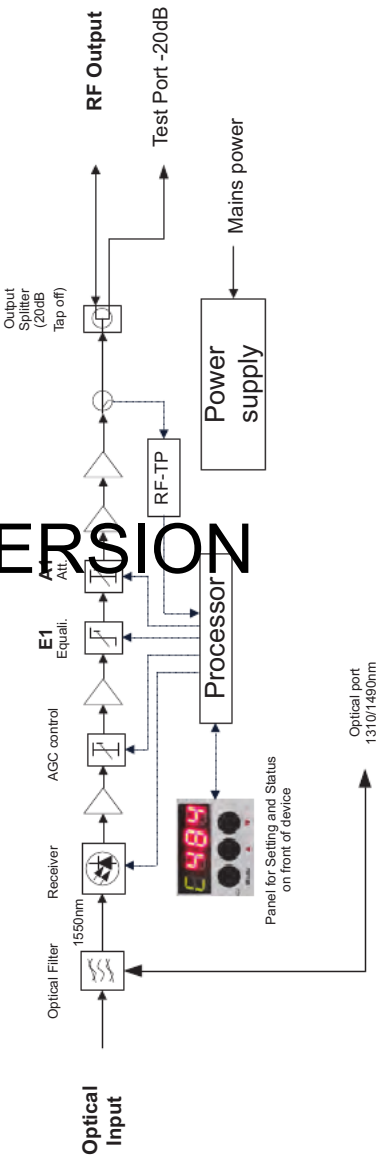 Optical
Input
Optical Filter
1550nm
Receiver
AGC control
E1
Equali.
A1
Att.
Output
Splitter
(20dB
Tap off)
RF Output
Test Port -20dB
RF-TP
Processor
Power
supply
Mains power
E 484
Panel for Setting and Status
on front of device
Optical port
1310/1490nm
ERSION